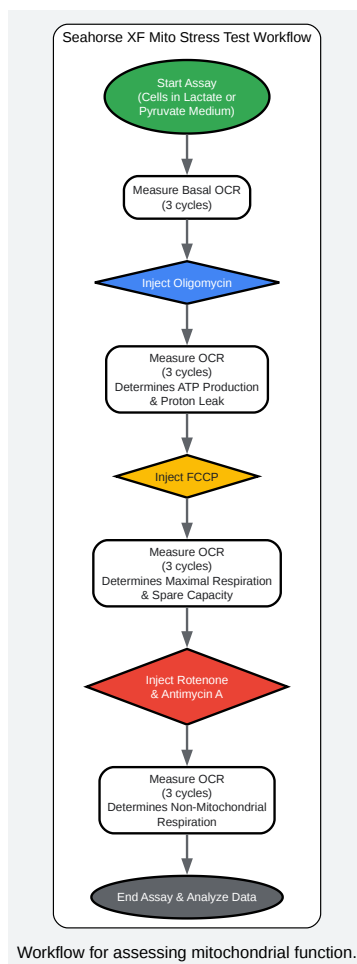 Seahorse XF Mito Stress Test Workflow
Start Assay
(Cells in Lactate or
Pyruvate Medium)
Measure Basal OCR
(3 cycles)
Inject Oligomycin
Measure OCR
(3 cycles)
Determines ATP Production
& Proton Leak
Inject FCCP
Measure OCR
(3 cycles)
Determines Maximal Respiration
& Spare Capacity
Inject Rotenone
& Antimycin A
Measure OCR
(3 cycles)
Determines Non-Mitochondrial
Respiration
End Assay & Analyze Data
Workflow for assessing mitochondrial function.